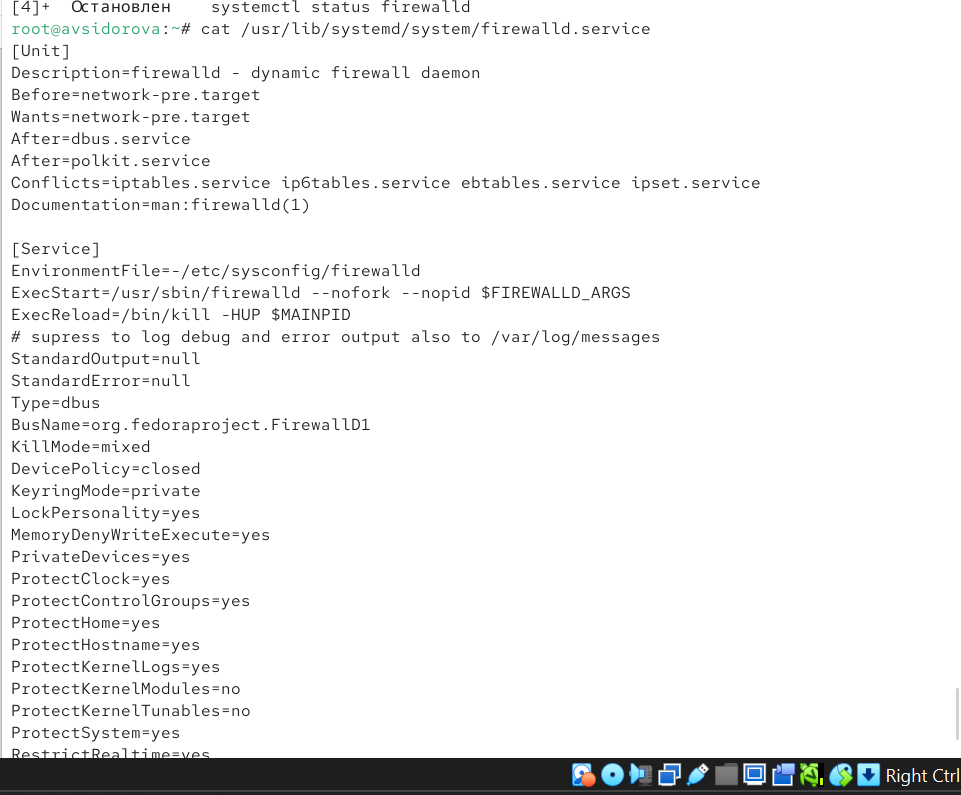 [4]+  Остановлен    systemctl status firewalld
root@avsidorova:~# cat /usr/lib/systemd/system/firewalld.service
[Unit]
Description=firewalld - dynamic firewall daemon
Before=network-pre.target
Wants=network-pre.target
After=dbus.service
After=polkit.service
Conflicts=iptables.service ip6tables.service ebtables.service ipset.service
Documentation=man:firewalld(1)

[Service]
EnvironmentFile=-/etc/sysconfig/firewalld
ExecStart=/usr/sbin/firewalld --nofork --nopid $FIREWALLD_ARGS
ExecReload=/bin/kill -HUP $MAINPID
# supress to log debug and error output also to /var/log/messages
StandardOutput=null
StandardError=null
Type=dbus
BusName=org.fedoraproject.FirewallD1
KillMode=mixed
DevicePolicy=closed
KeyringMode=private
LockPersonality=yes
MemoryDenyWriteExecute=yes
PrivateDevices=yes
ProtectClock=yes
ProtectControlGroups=yes
ProtectHome=yes
ProtectHostname=yes
ProtectKernelLogs=yes
ProtectKernelModules=no
ProtectKernelTunables=no
ProtectSystem=yes
RestrictRealtime=yes
Right Ctrl